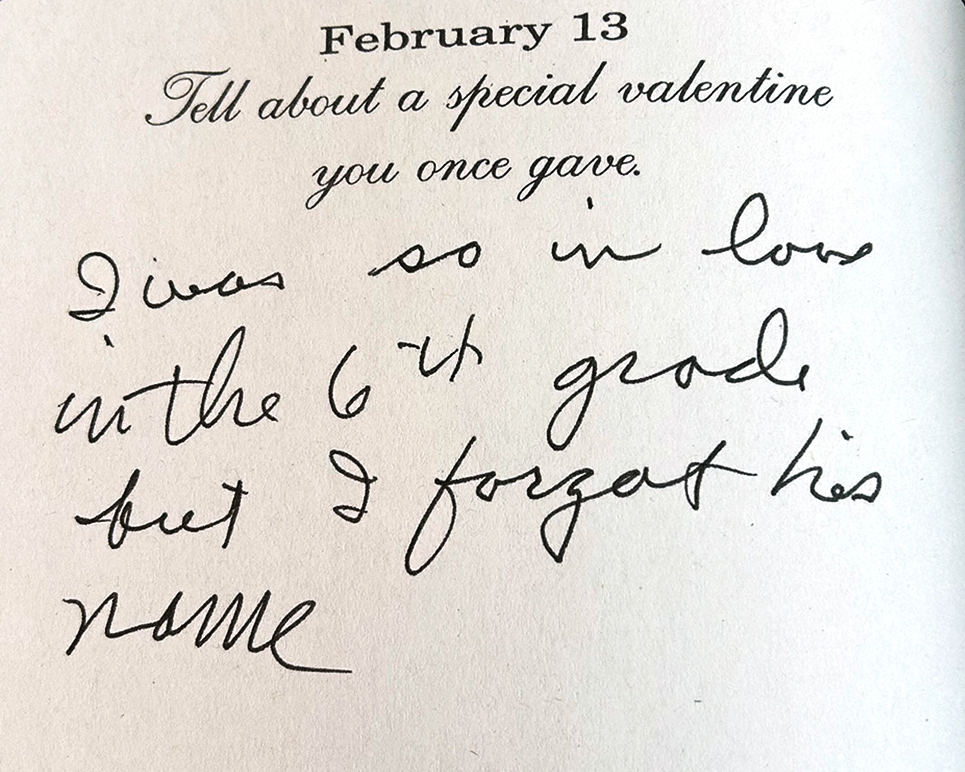 February 13
Tell about a special valentine
you once gave.
I was so in love
in the 6th grade
but I forgot his
name